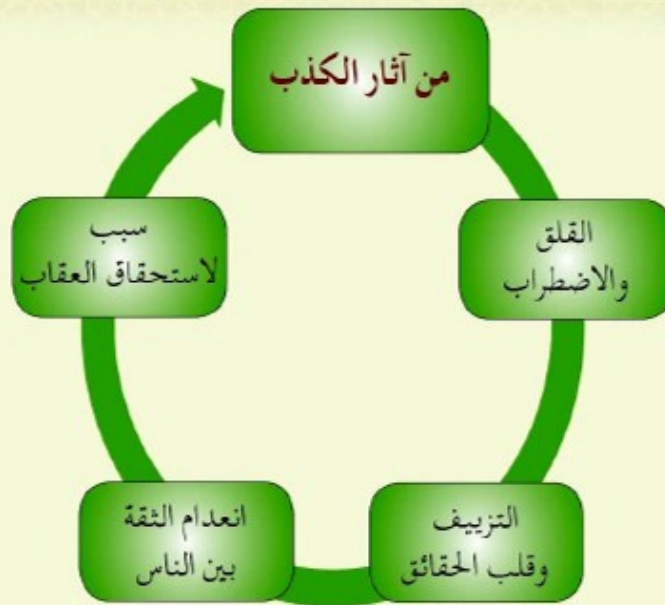 من آثار الكذب
القلق
والاضطراب
التزييف
وقلب الحقائق
انعدام الثقة
بين الناس
سبب
لاستحقاق العقاب